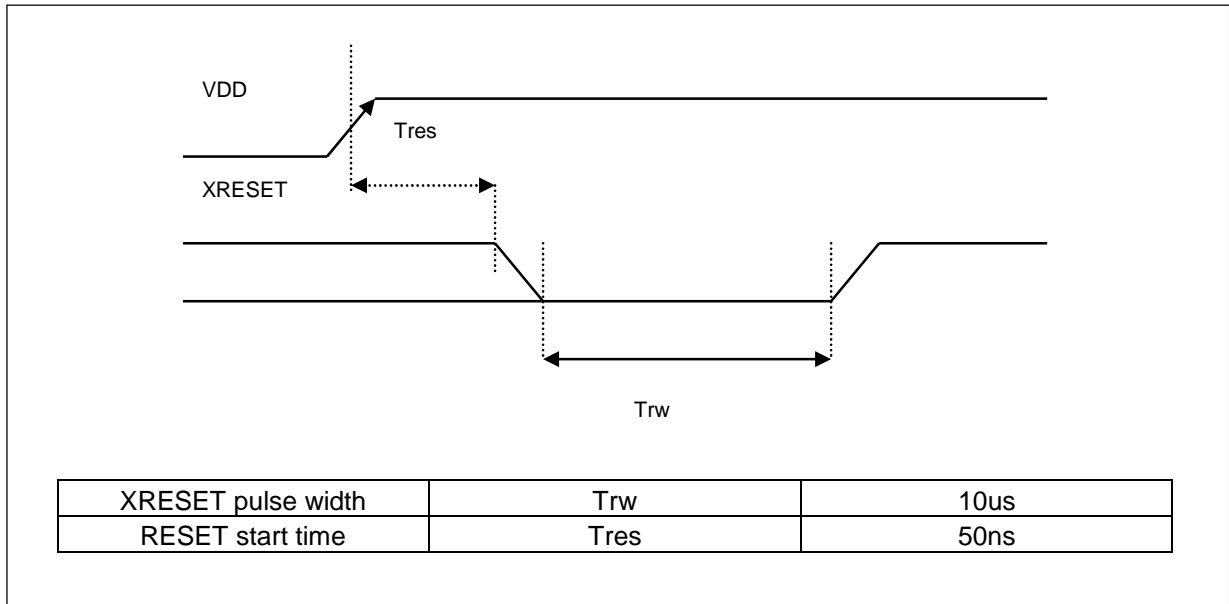 VDD
Tres
XRESET
Trw
XRESET pulse width Trw 10us
RESET start time Tres 50ns